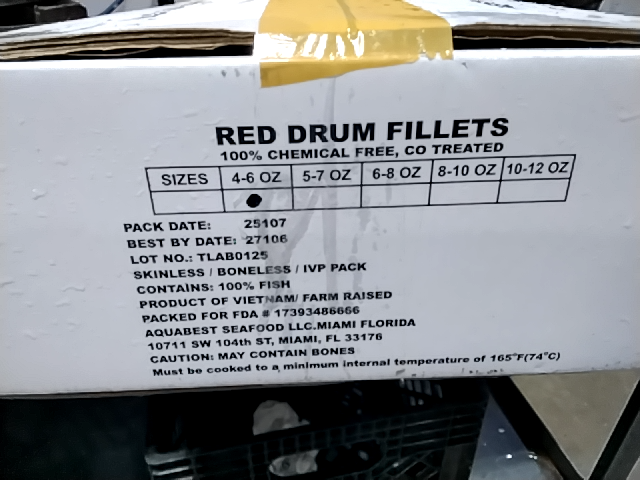 RED DRUM FILLETS
100% CHEMICAL FREE, CO TREATED
SIZES 4-6 OZ 5-7 OZ 6-8 OZ 8-10 OZ 10-12 OZ
PACK DATE: 25107
BEST BY DATE: 27106
LOT NO.: TLAB0125
SKINLESS / BONELESS / IVP PACK
CONTAINS: 100% FISH
PRODUCT OF VIETNAM/ FARM RAISED
PACKED FOR FDA # 17393486666
AQUABEST SEAFOOD LLC.MIAMI FLORIDA
10711 SW 104th ST, MIAMI, FL 33176
CAUTION: MAY CONTAIN BONES
Must be cooked to a minimum internal temperature of 165°F(74°C)